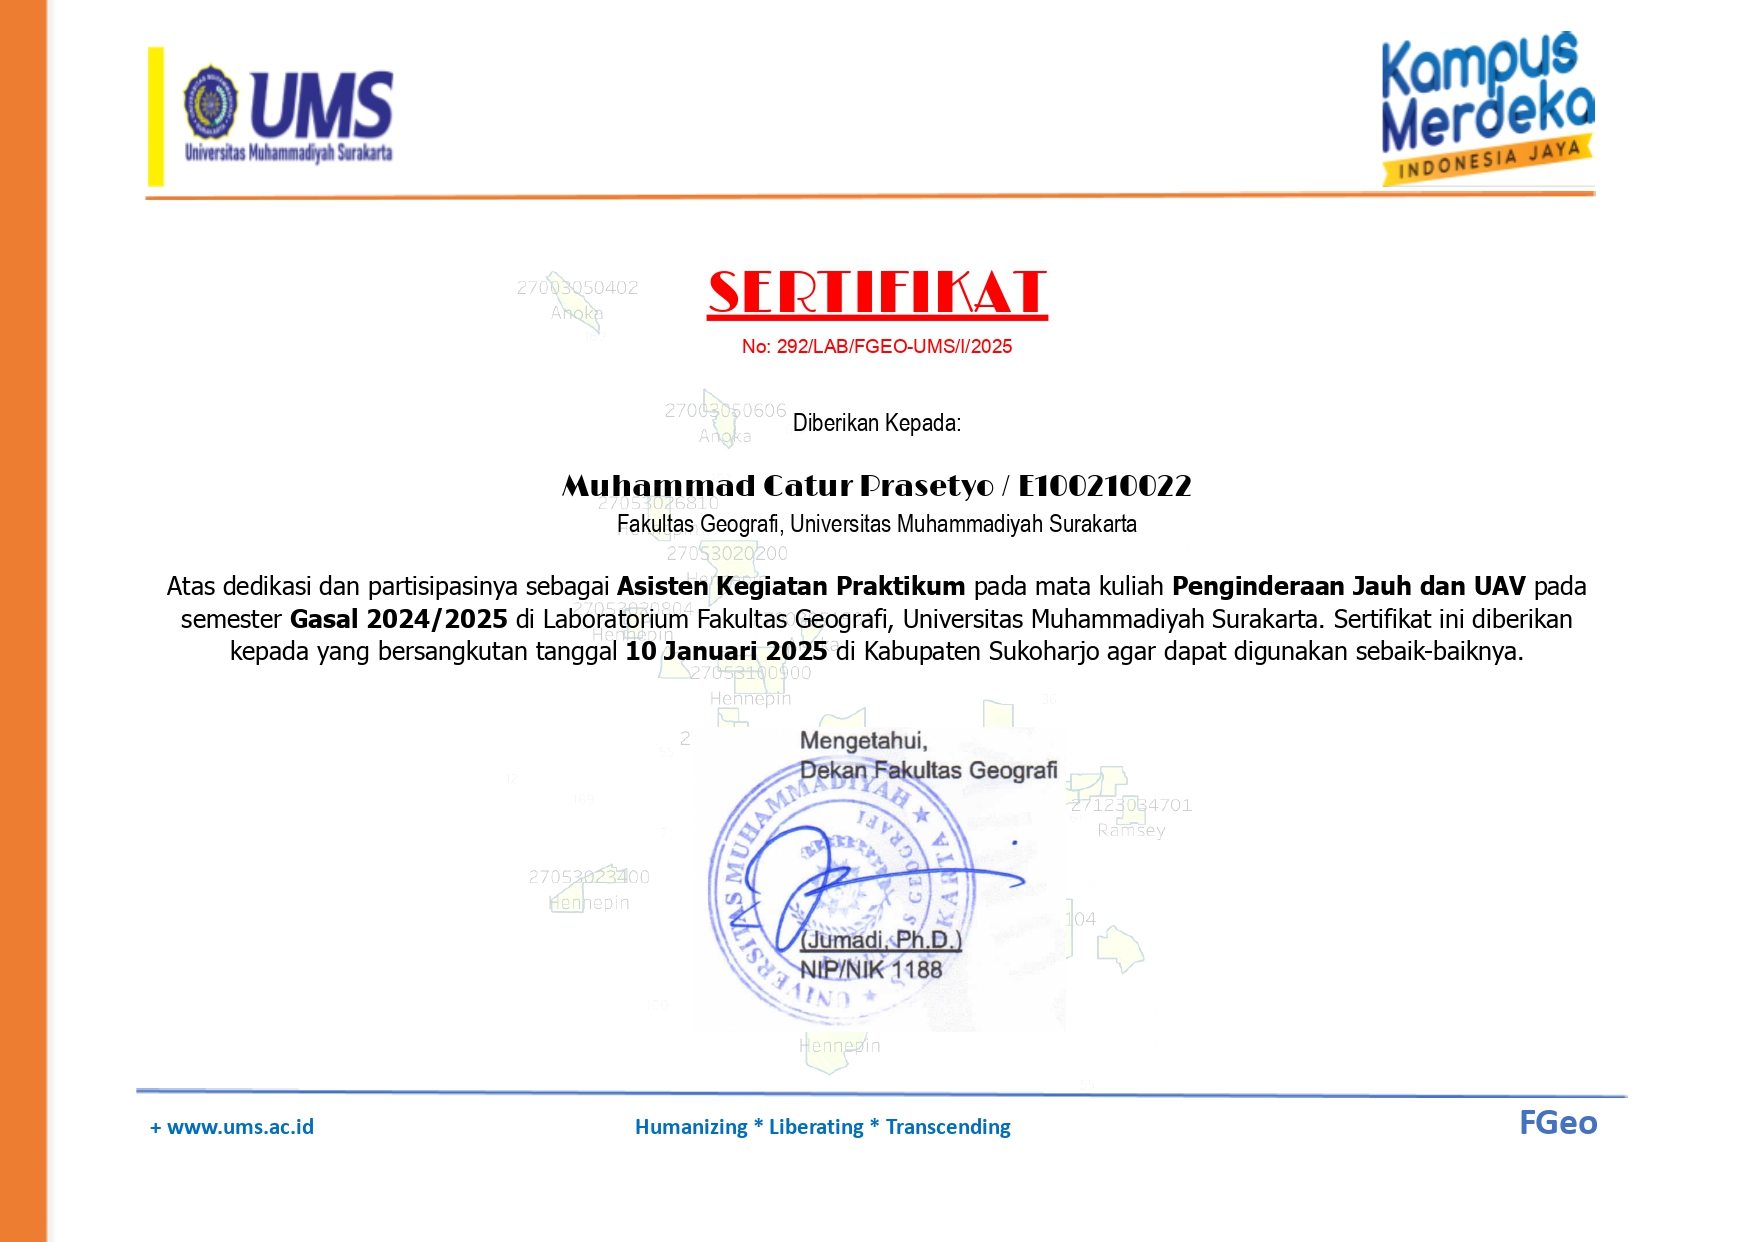 UMS
Universitas Muhammadiyah Surakarta
Kampus
Merdeka
INDONESIA JAYA
SERTIFIKAT
No: 292/LAB/FGEO-UMS/I/2025
27003050402
Anoka
Diberikan Kepada:
27003050606
Anoka
Muhammad Catur Prasetyo / E100210022
27053026810
Hennepin
Fakultas Geografi, Universitas Muhammadiyah Surakarta
27053020200
Atas dedikasi dan partisipasinya sebagai Asisten Kegiatan Praktikum pada mata kuliah Penginderaan Jauh dan UAV pada
semester Gasal 2024/2025 di Laboratorium Fakultas Geografi, Universitas Muhammadiyah Surakarta. Sertifikat ini diberikan
Hennepin
kepada yang bersangkutan tanggal 10 Januari 2025 di Kabupaten Sukoharjo agar dapat digunakan sebaik-baiknya.
27053100900
Hennepin
2
Mengetahui,
Dekan Fakultas Geografi
UNIVERSITAS MUHAMMADIYAH ★ SURAKARTA ★
FAKULTAS GEOGRAFI
27123034701
Ramsey
27053023400
Hennepin
104
(Jumadi, Ph.D.)
NIP/NIK 1188
Hennepin
+ www.ums.ac.id
Humanizing * Liberating * Transcending
FGeo